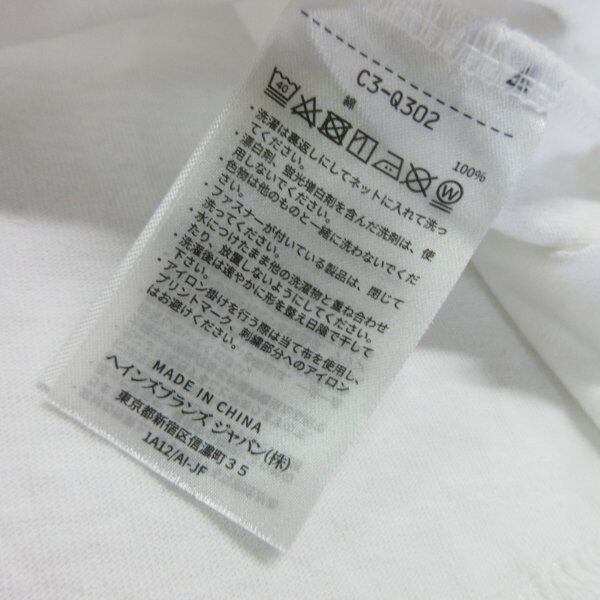 C3-Q302
綿 100%
40 W
・洗濯は裏返しにしてネットに入れて洗っ
てください。
・漂白剤、蛍光増白剤を含んだ洗剤は、使
用しないでください。
・色物は他のものと一緒に洗わないでくだ
さい。
・ファスナーが付いている製品は、閉じて
洗ってください。
・水につけたまま他の洗濯物と重ね合わせ
たり、放置しないようにしてください。
・洗濯後は速やかに形を整え日陰で干して
下さい。
・アイロン掛けを行う際は当て布を使用し、
プリントマーク、刺繍部分へのアイロン
はお避けください。
MADE IN CHINA
ヘインズブランズ ジャパン(株)
東京都新宿区信濃町３５
1A12/AI-JF